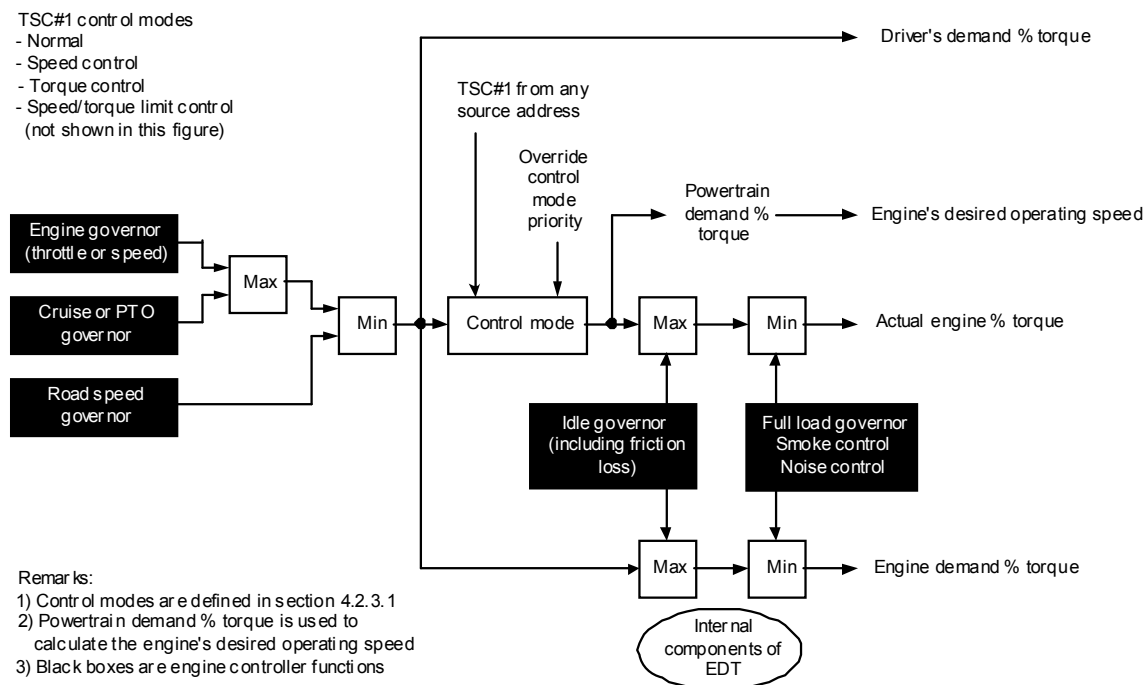 TSC#1 control modes
- Normal
- Speed control
- Torque control
- Speed/torque limit control
(not shown in this figure)
Driver's demand % torque
TSC#1 from any
source address
Override
control
mode
priority
Powertrain
demand %
torque
Engine's desired operating speed
Engine governor
(throttle or speed)
Max
Cruise or PTO
governor
Min
Control mode
Max
Min
Actual engine % torque
Road speed
governor
Idle governor
(including friction
loss)
Full load governor
Smoke control
Noise control
Max
Min
Engine demand % torque
Remarks:
1) Control modes are defined in section 4.2.3.1
2) Powertrain demand % torque is used to
calculate the engine's desired operating speed
3) Black boxes are engine controller functions
Internal
components of
EDT